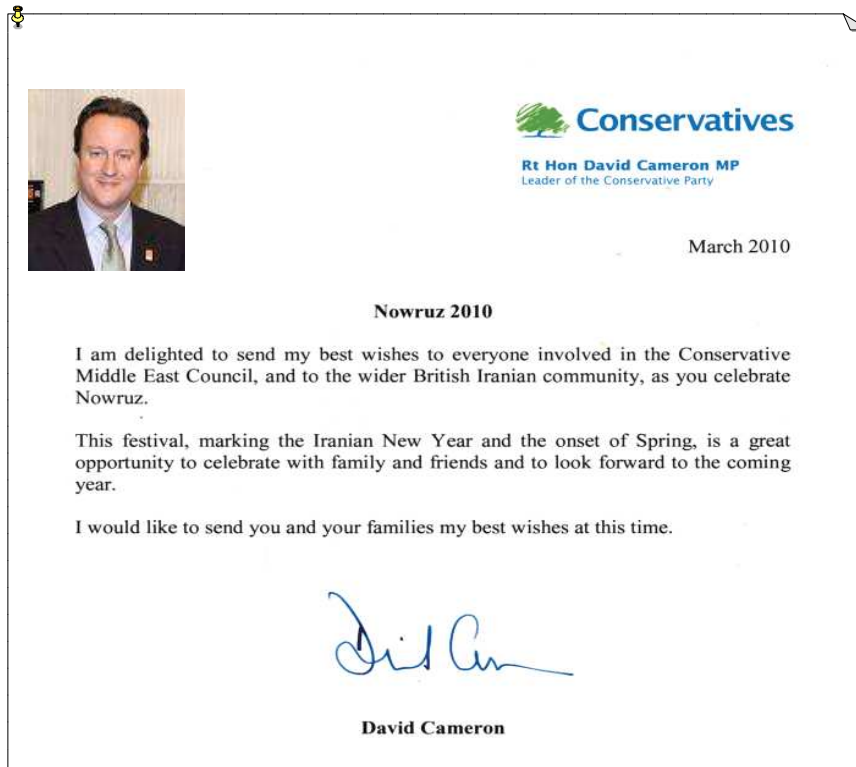 Conservatives
Rt Hon David Cameron MP
Leader of the Conservative Party
March 2010
Nowruz 2010
I am delighted to send my best wishes to everyone involved in the Conservative
Middle East Council, and to the wider British Iranian community, as you celebrate
Nowruz.
This festival, marking the Iranian New Year and the onset of Spring, is a great
opportunity to celebrate with family and friends and to look forward to the coming
year.
I would like to send you and your families my best wishes at this time.
David Cameron